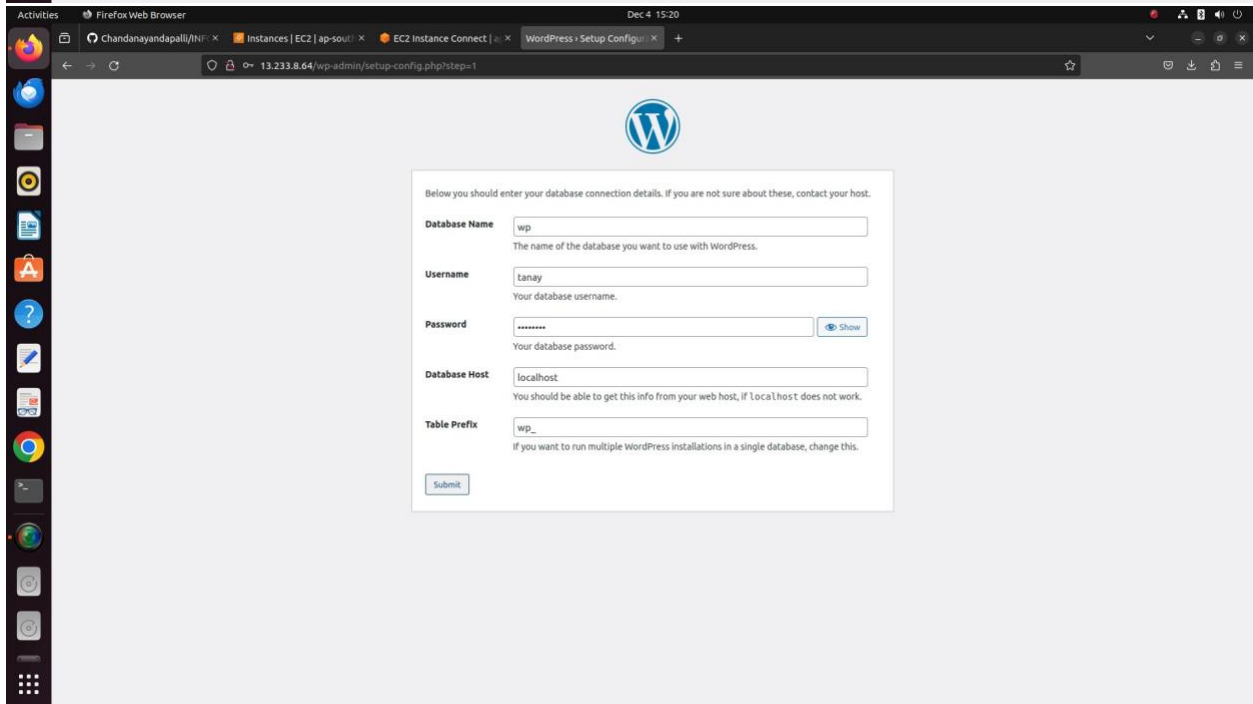 Activities
Firefox Web Browser
Dec 4 15:20
Chandanayandapalli/INF
Instances | EC2 | ap-sout
EC2 Instance Connect | a
WordPress › Setup Configur
13.233.8.64/wp-admin/setup-config.php?step=1
Below you should enter your database connection details. If you are not sure about these, contact your host.
Database Name
wp
The name of the database you want to use with WordPress.
Username
tanay
Your database username.
Password
••••••••
Show
Your database password.
Database Host
localhost
You should be able to get this info from your web host, if localhost does not work.
Table Prefix
wp_
If you want to run multiple WordPress installations in a single database, change this.
Submit